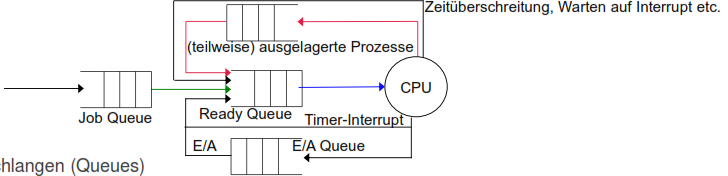 Zeitüberschreitung, Warten auf Interrupt etc.
(teilweise) ausgelagerte Prozesse
CPU
Job Queue
Ready Queue
Timer-Interrupt
E/A
E/A Queue
hlangen (Queues)